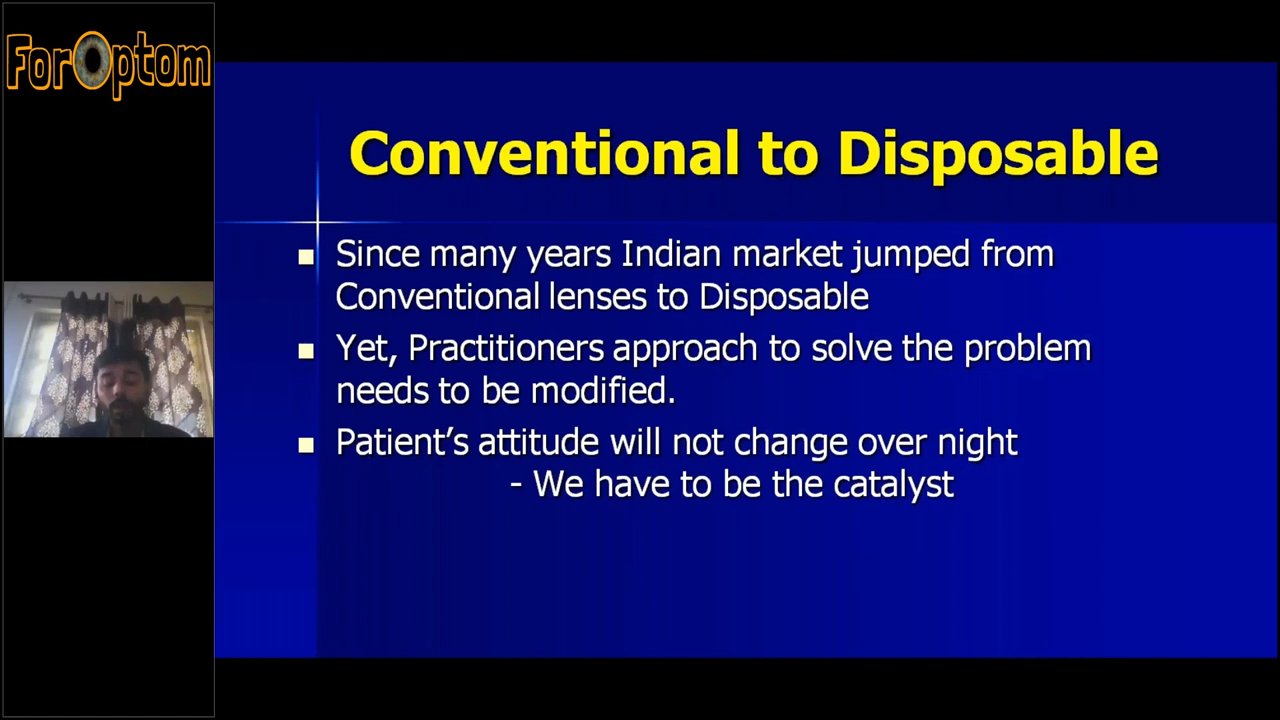 ForOptom
Conventional to Disposable
Since many years Indian market jumped from
Conventional lenses to Disposable
Yet, Practitioners approach to solve the problem
needs to be modified.
Patient's attitude will not change over night
- We have to be the catalyst